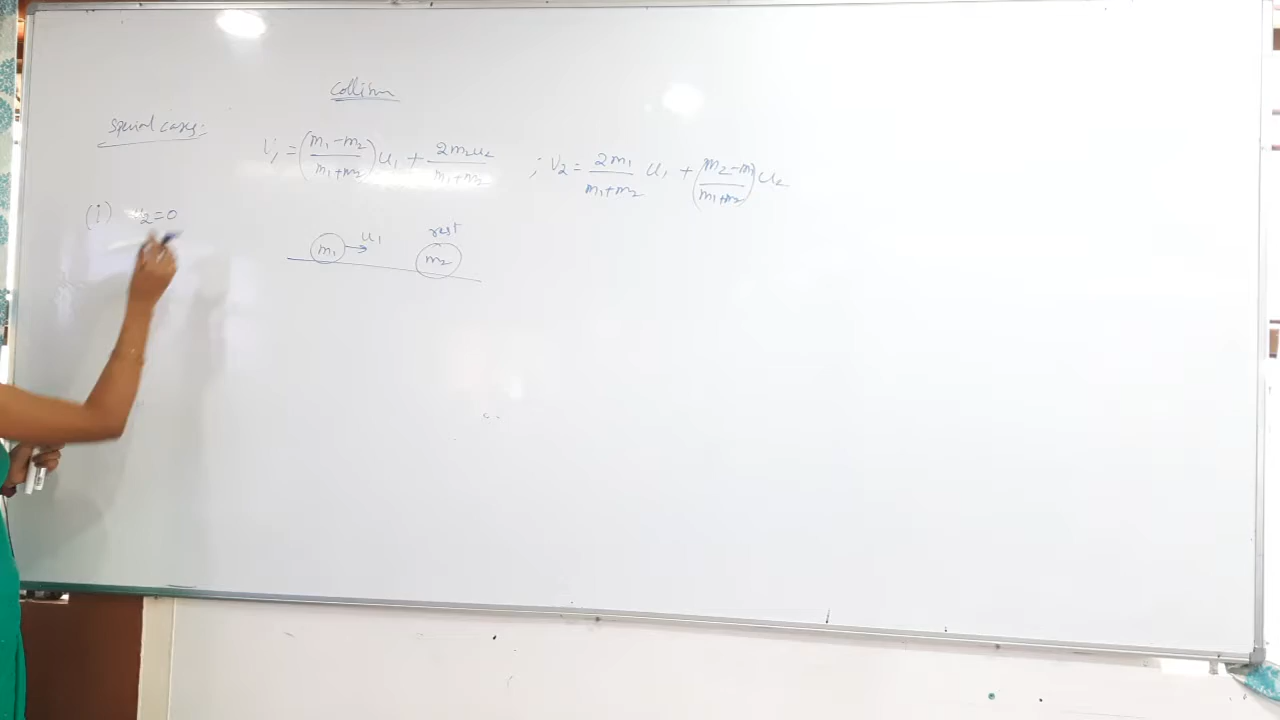 Collision
Special cases:
V₁ = (m₁-m₂/m₁+m₂)u₁ + 2m₂u₂/m₁+m₂ ; V₂ = 2m₁/m₁+m₂ u₁ + (m₂-m₁/m₁+m₂)u₂
(i) u₂=0
u₁ rest
m₁ m₂